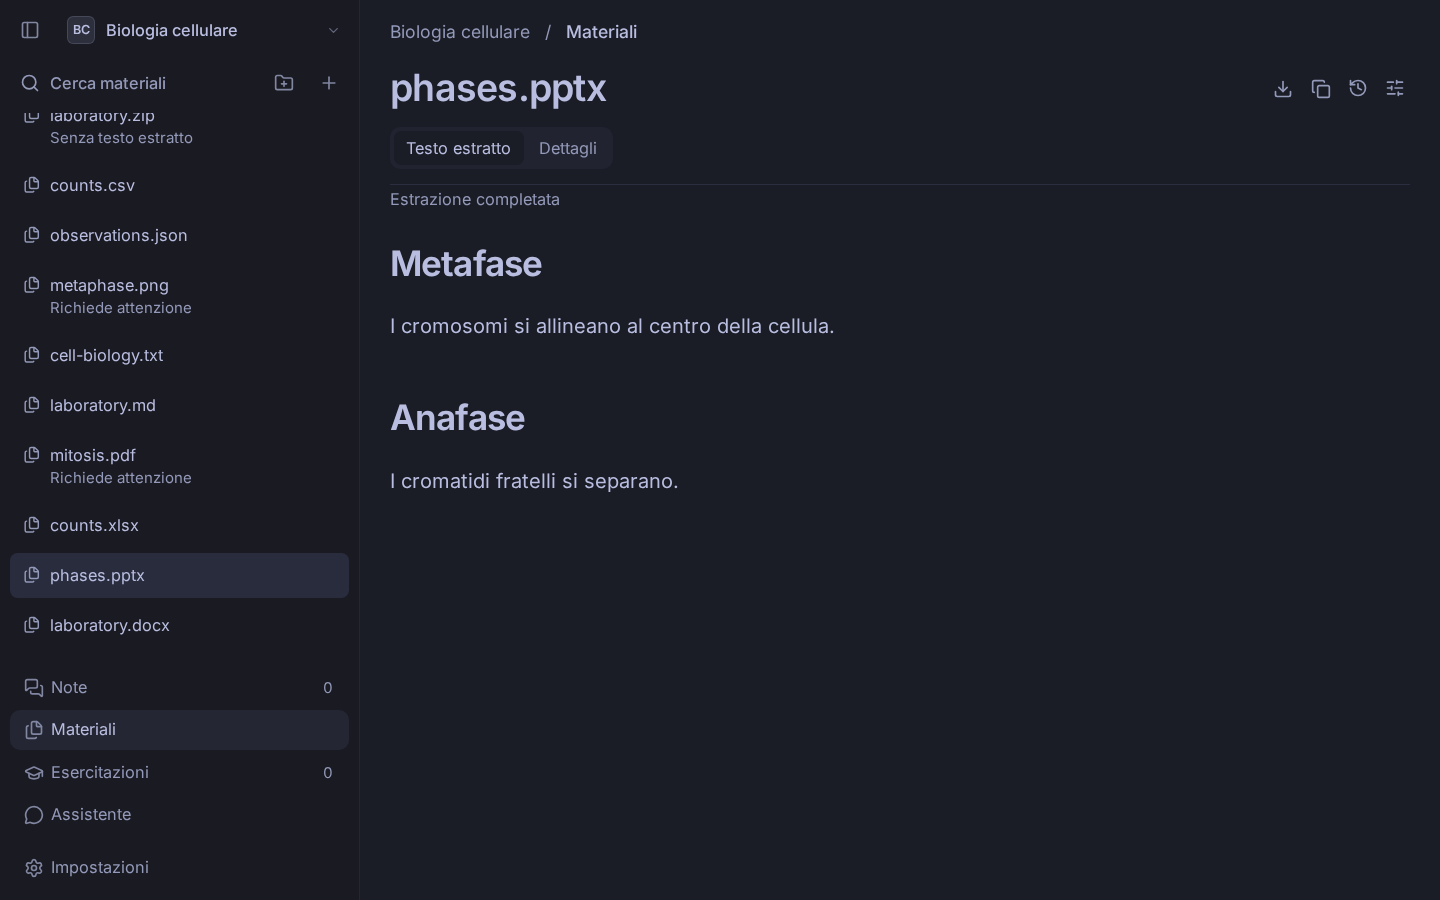 BC Biologia cellulare
Cerca materiali
laboratory.zip
Senza testo estratto
counts.csv
observations.json
metaphase.png
Richiede attenzione
cell-biology.txt
laboratory.md
mitosis.pdf
Richiede attenzione
counts.xlsx
phases.pptx
laboratory.docx
Note 0
Materiali
Esercitazioni 0
Assistente
Impostazioni
Biologia cellulare / Materiali
phases.pptx
Testo estratto Dettagli
Estrazione completata
Metafase
I cromosomi si allineano al centro della cellula.
Anafase
I cromatidi fratelli si separano.